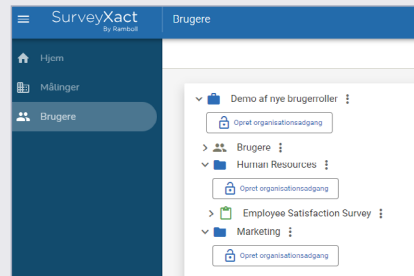 SurveyXact
By Rambøll
Brugere
Hjem
Målinger
Brugere
Demo af nye brugerroller
Opret organisationsadgang
Brugere
Human Resources
Opret organisationsadgang
Employee Satisfaction Survey
Marketing
Opret organisationsadgang